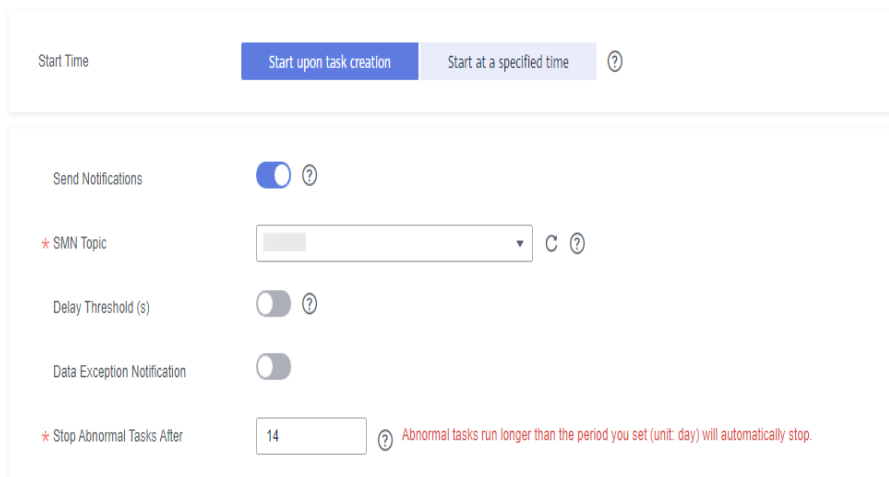 Start Time
Start upon task creation
Start at a specified time
Send Notifications
* SMN Topic
Delay Threshold (s)
Data Exception Notification
* Stop Abnormal Tasks After
14
Abnormal tasks run longer than the period you set (unit: day) will automatically stop.